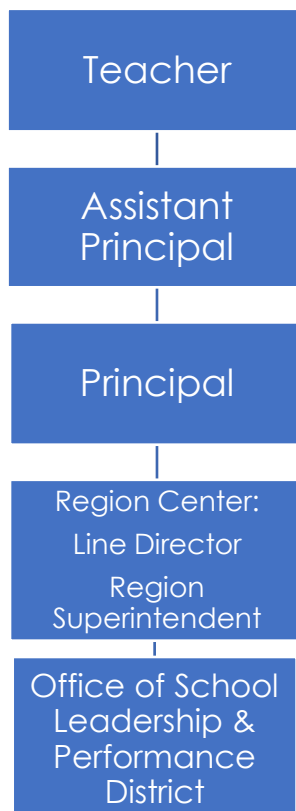 Teacher
Assistant
Principal
Principal
Region Center:
Line Director
Region
Superintendent
Office of School
Leadership &
Performance
District